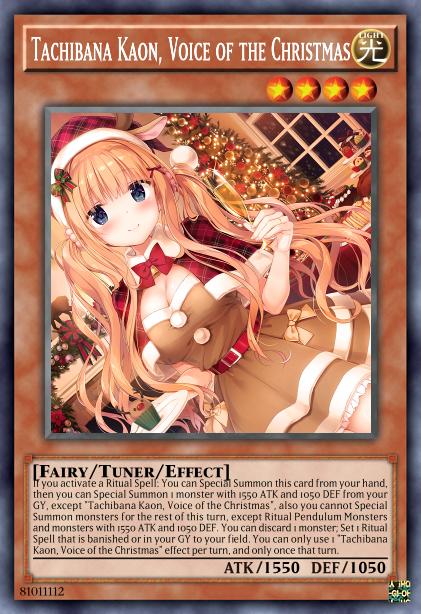 Tachibana Kaon, Voice of the Christmas
LIGHT
光
[Fairy/Tuner/Effect]
If you activate a Ritual Spell: You can Special Summon this card from your hand,
then you can Special Summon 1 monster with 1550 ATK and 1050 DEF from your
GY, except "Tachibana Kaon, Voice of the Christmas", also you cannot Special
Summon monsters for the rest of this turn, except Ritual Pendulum Monsters
and monsters with 1550 ATK and 1050 DEF. You can discard 1 monster; Set 1 Ritual
Spell that is banished or in your GY to your field. You can only use 1 "Tachibana
Kaon, Voice of the Christmas" effect per turn, and only once that turn.
ATK/1550 DEF/1050
81011112